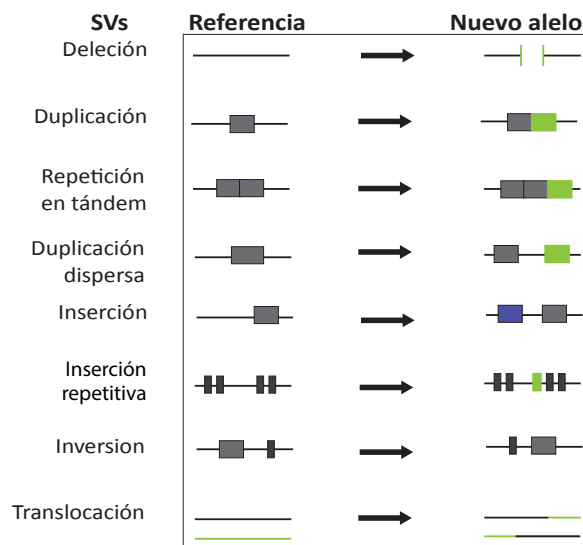 SVs Referencia Nuevo alelo
Deleción
Duplicación
Repetición
en tándem
Duplicación
dispersa
Inserción
Inserción
repetitiva
Inversion
Translocación